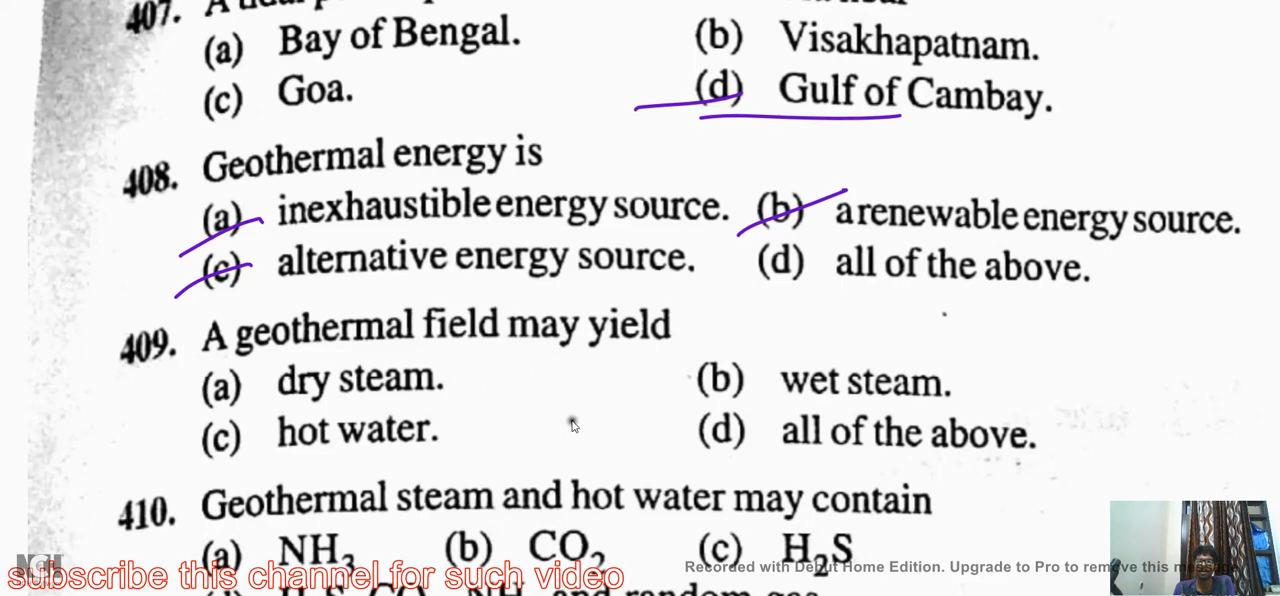 407. A
(a) Bay of Bengal. (b) Visakhapatnam.
(c) Goa. (d) Gulf of Cambay.
408. Geothermal energy is
(a) inexhaustible energy source. (b) a renewable energy source.
(c) alternative energy source. (d) all of the above.
409. A geothermal field may yield
(a) dry steam. (b) wet steam.
(c) hot water. (d) all of the above.
410. Geothermal steam and hot water may contain
(a) NH₃ (b) CO₂ (c) H₂S
subscribe this channel for such video
Recorded with Debut Home Edition. Upgrade to Pro to remove this message